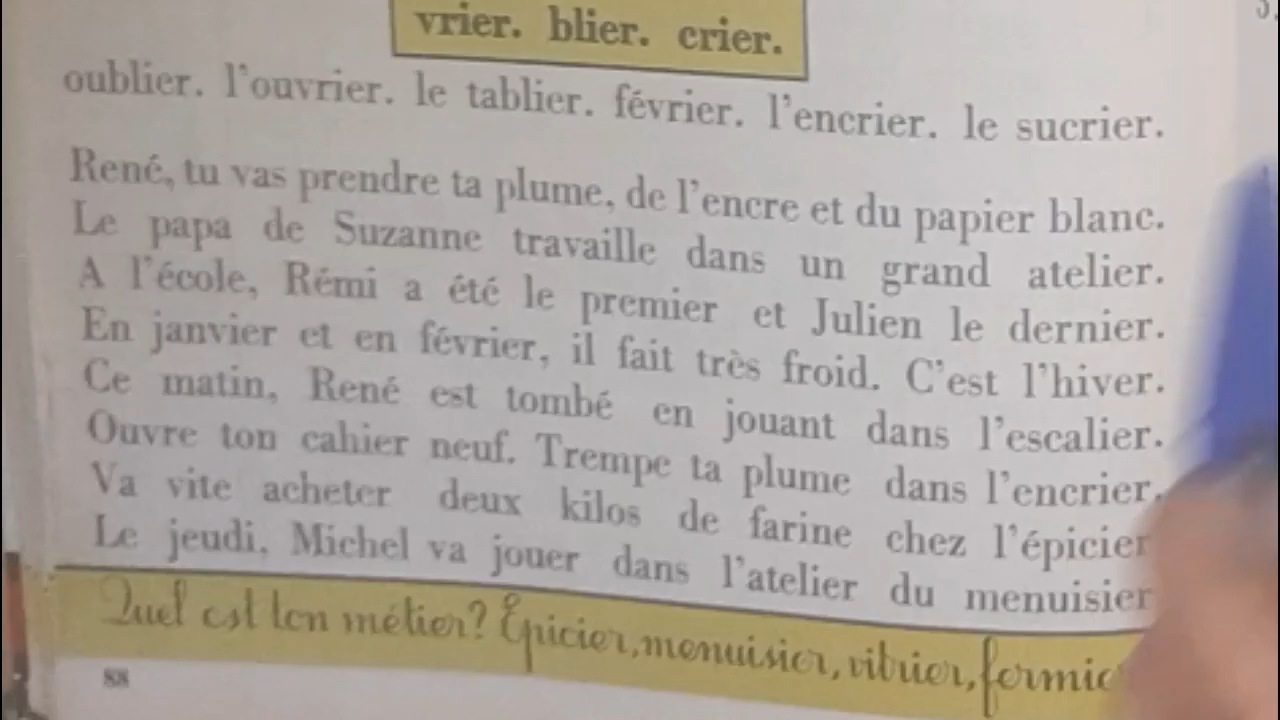 vrier. blier. crier.
oublier. l'ouvrier. le tablier. février. l'encrier. le sucrier.
René, tu vas prendre ta plume, de l'encre et du papier blanc.
Le papa de Suzanne travaille dans un grand atelier.
A l'école, Rémi a été le premier et Julien le dernier.
En janvier et en février, il fait très froid. C'est l'hiver.
Ce matin, René est tombé en jouant dans l'escalier.
Ouvre ton cahier neuf. Trempe ta plume dans l'encrier.
Va vite acheter deux kilos de farine chez l'épicier
Le jeudi, Michel va jouer dans l'atelier du menuisier
Quel est ton métier? Épicier, menuisier, vitrier,
88